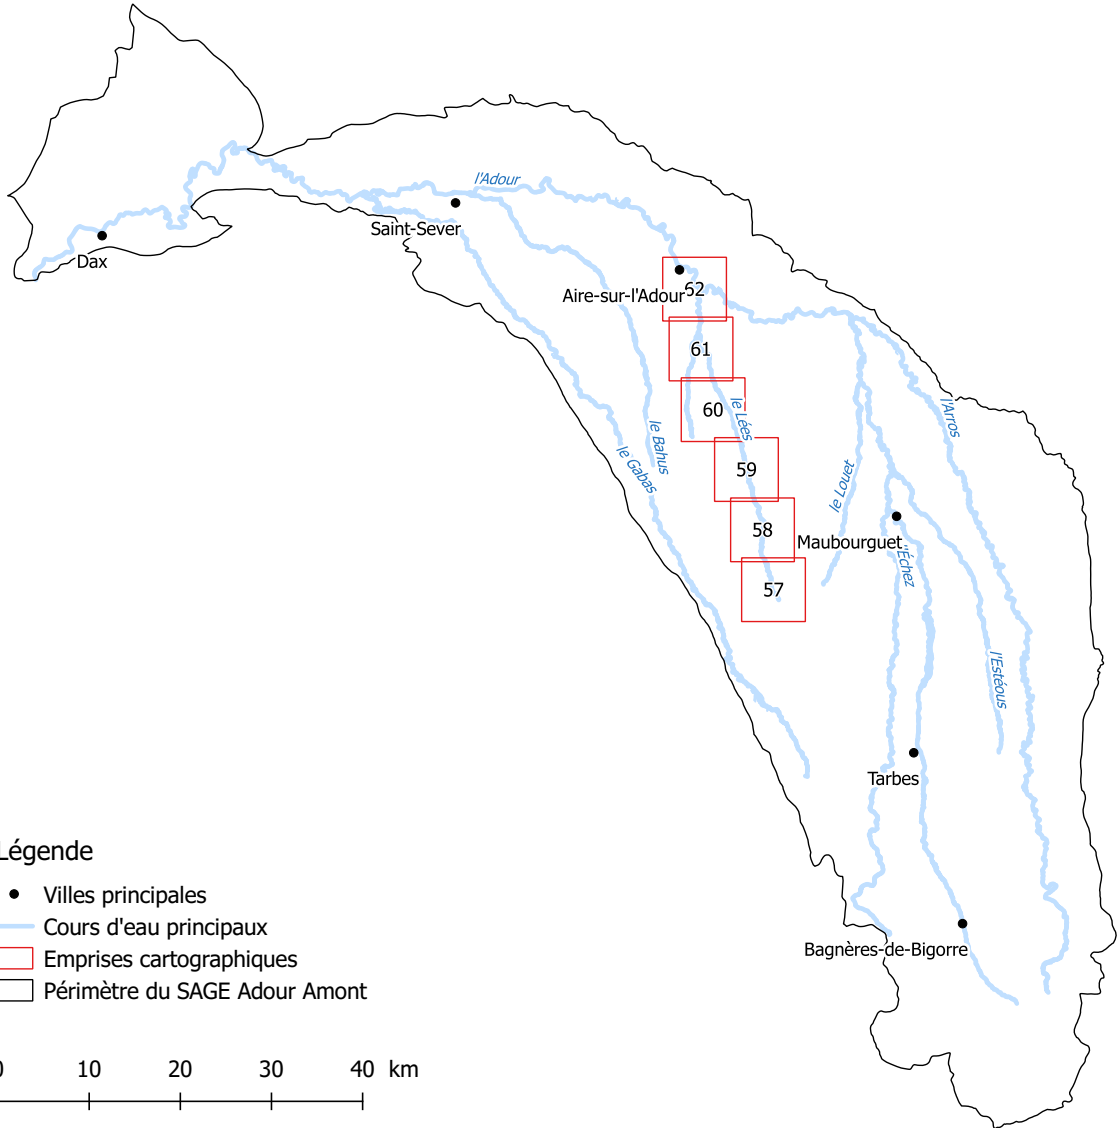 l'Adour
Saint-Sever
Dax
Aire-sur-l'Adour
62
61
60
le Lées
l'Arros
le Bahus
le Gabas
59
le Louet
58
Maubourguet
'Échez
57
l'Estéous
Tarbes
Bagnères-de-Bigorre
Légende
Villes principales
Cours d'eau principaux
Emprises cartographiques
Périmètre du SAGE Adour Amont
0 10 20 30 40 km